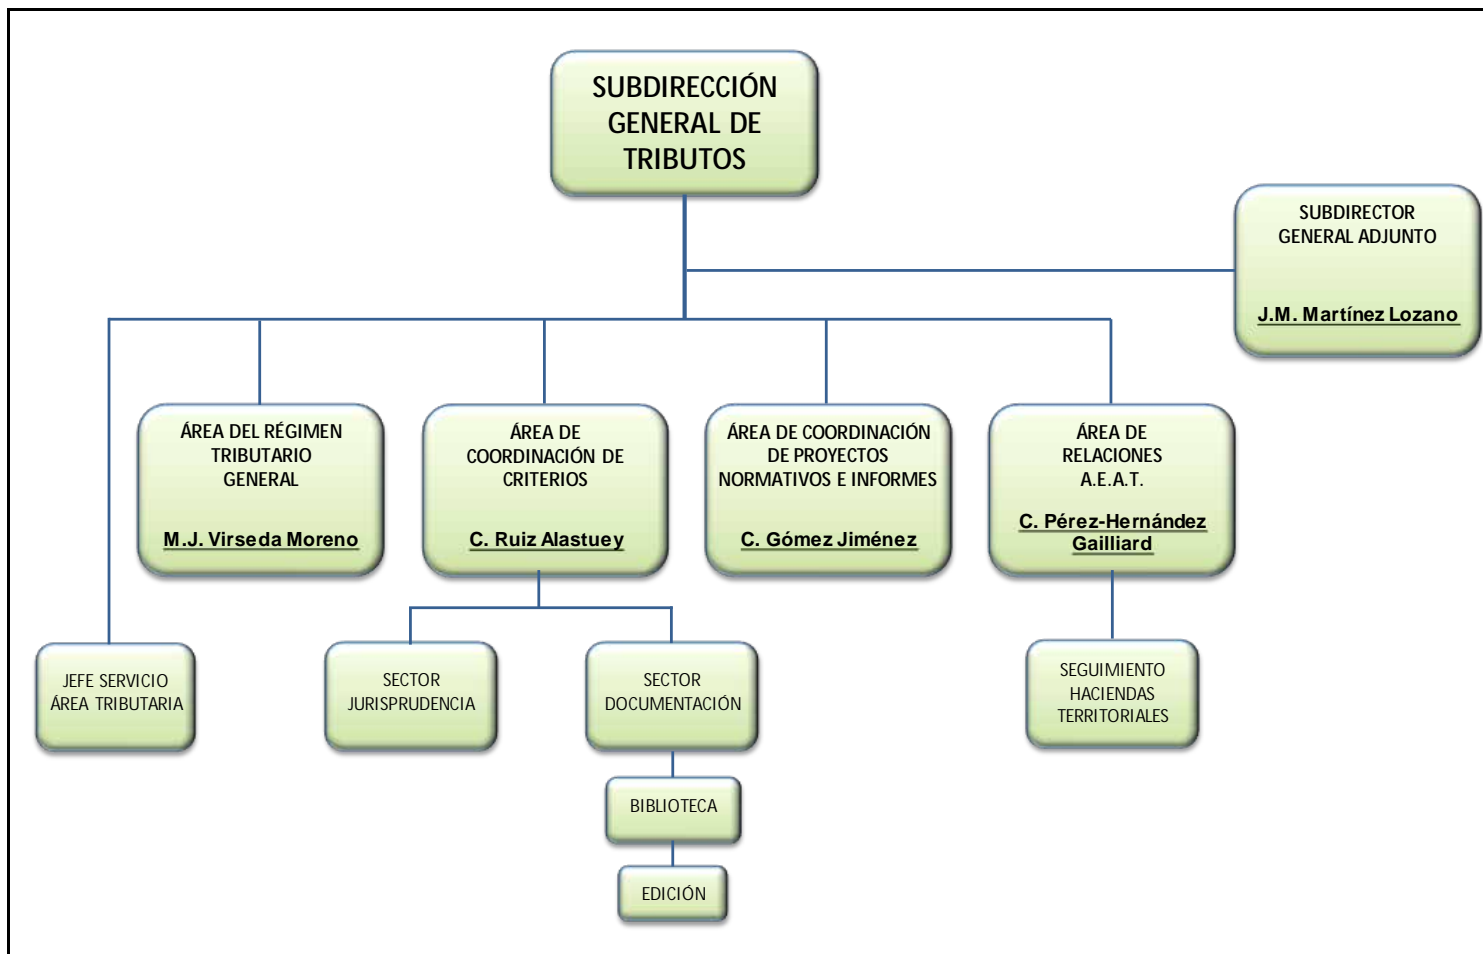 SUBDIRECCIÓN
GENERAL DE
TRIBUTOS
SUBDIRECTOR
GENERAL ADJUNTO
J.M. Martínez Lozano
ÁREA DEL RÉGIMEN
TRIBUTARIO
GENERAL
M.J. Virseda Moreno
ÁREA DE
COORDINACIÓN DE
CRITERIOS
C. Ruiz Alastuey
ÁREA DE COORDINACIÓN
DE PROYECTOS
NORMATIVOS E INFORMES
C. Gómez Jiménez
ÁREA DE
RELACIONES
A.E.A.T.
C. Pérez-Hernández
Gailliard
JEFE SERVICIO
ÁREA TRIBUTARIA
SECTOR
JURISPRUDENCIA
SECTOR
DOCUMENTACIÓN
SEGUIMIENTO
HACIENDAS
TERRITORIALES
BIBLIOTECA
EDICIÓN